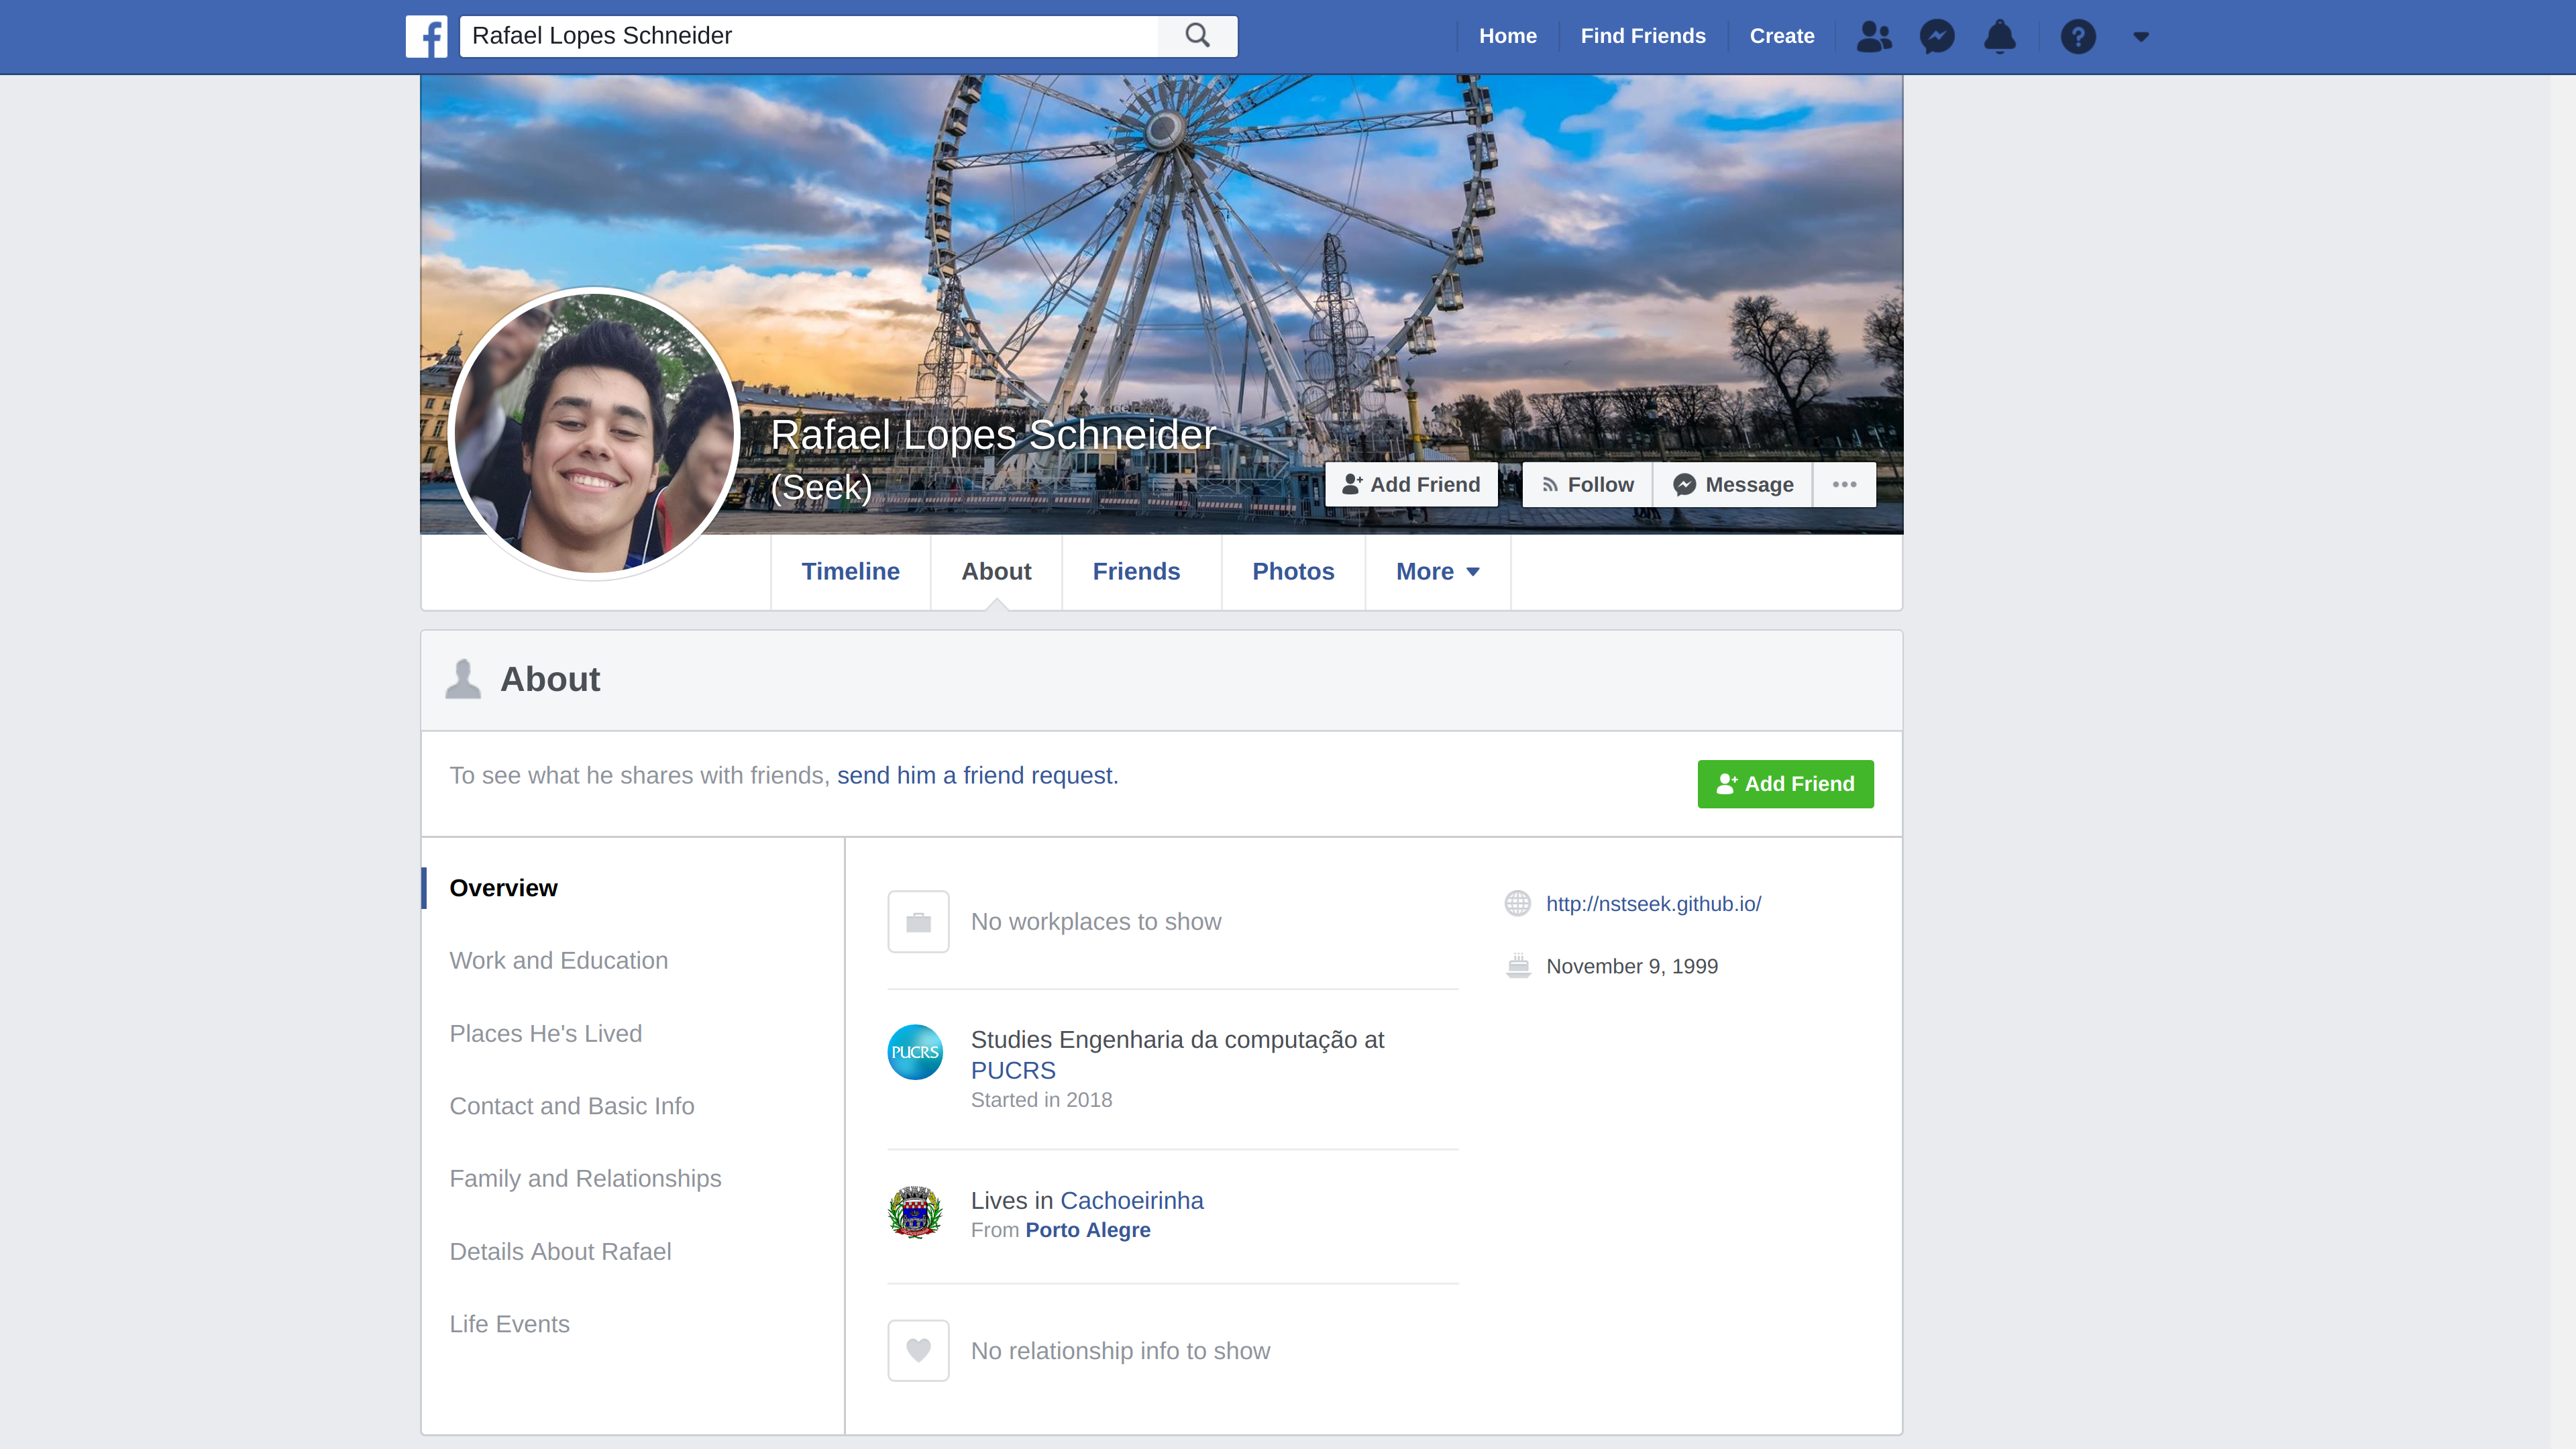 Rafael Lopes Schneider
Home
Find Friends
Create
Rafael Lopes Schneider
(Seek)
Add Friend
Follow
Message
Timeline
About
Friends
Photos
More
About
To see what he shares with friends, send him a friend request.
Add Friend
Overview
Work and Education
Places He's Lived
Contact and Basic Info
Family and Relationships
Details About Rafael
Life Events
No workplaces to show
PUCRS
Studies Engenharia da computação at
PUCRS
Started in 2018
Lives in Cachoeirinha
From Porto Alegre
No relationship info to show
http://nstseek.github.io/
November 9, 1999